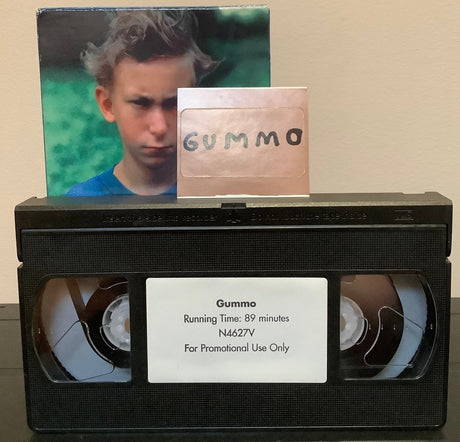 GUMMO
Gummo
Running Time: 89 minutes
N4627V
For Promotional Use Only